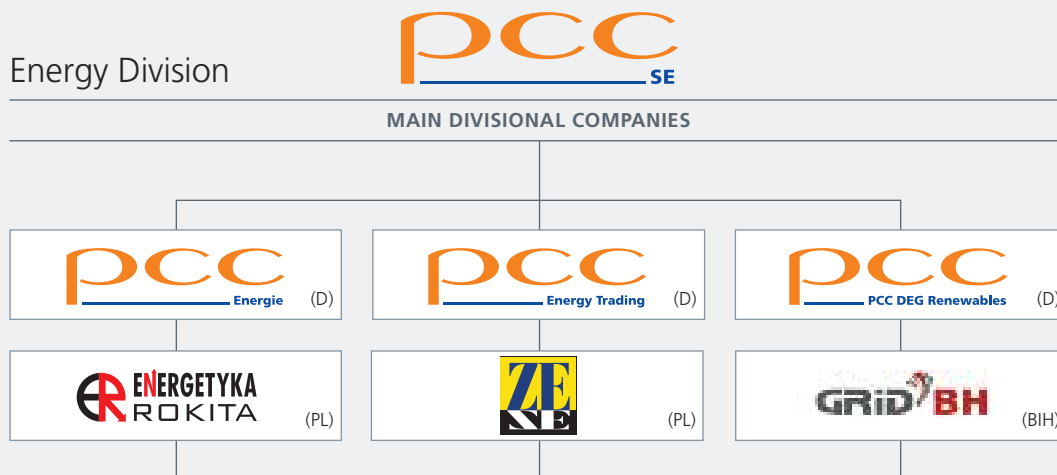 pcc
SE
Energy Division
MAIN DIVISIONAL COMPANIES
pcc
Energie
(D)
pcc
Energy Trading
(D)
pcc
PCC DEG Renewables
(D)
ENERGETYKA
ROKITA
(PL)
ZE
NE
(PL)
GRiD BH
(BIH)